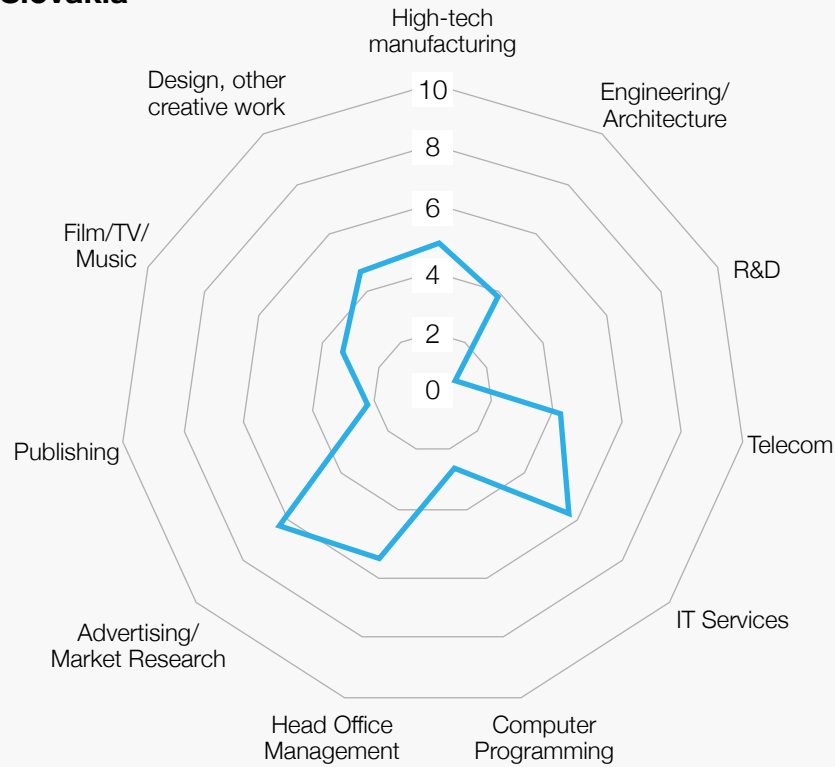 Slovakia
High-tech
manufacturing
Design, other
creative work
Engineering/
Architecture
10
8
6
4
2
0
Film/TV/
Music
R&D
Publishing
Telecom
Advertising/
Market Research
IT Services
Head Office
Management
Computer
Programming